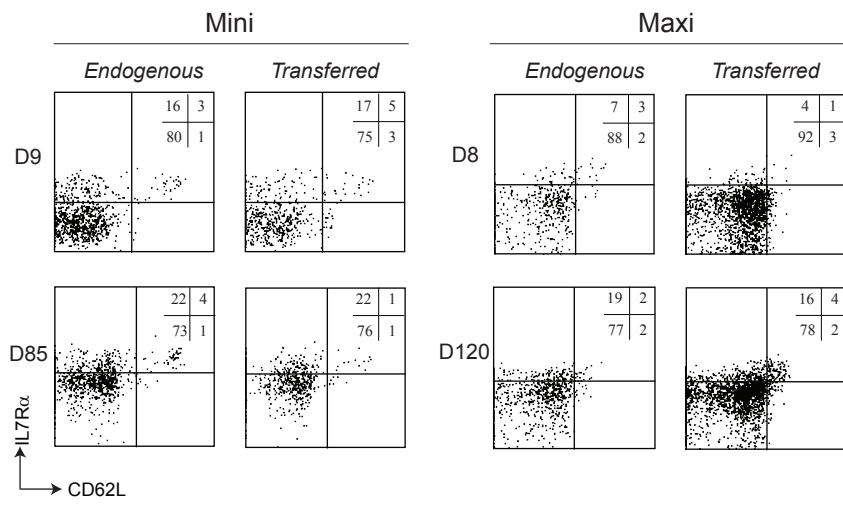 Mini
Maxi
Endogenous
Transferred
Endogenous
Transferred
D9
16 3
80 1
17 5
75 3
D8
7 3
88 2
4 1
92 3
D85
22 4
73 1
22 1
76 1
D120
19 2
77 2
16 4
78 2
IL7Rα
CD62L